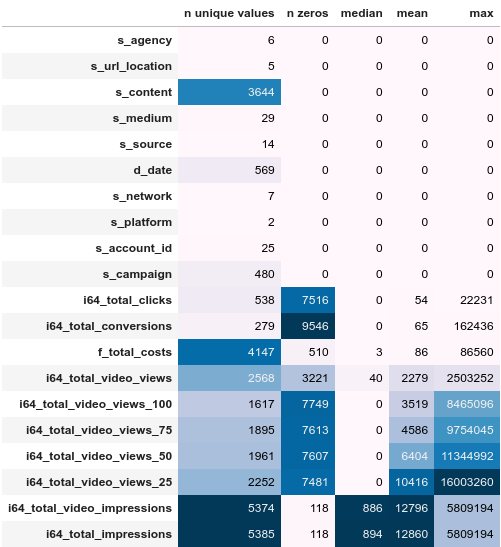 n unique values n zeros median mean max
s_agency 6 0 0 0 0
s_url_location 5 0 0 0 0
s_content 3644 0 0 0 0
s_medium 29 0 0 0 0
s_source 14 0 0 0 0
d_date 569 0 0 0 0
s_network 7 0 0 0 0
s_platform 2 0 0 0 0
s_account_id 25 0 0 0 0
s_campaign 480 0 0 0 0
i64_total_clicks 538 7516 0 54 22231
i64_total_conversions 279 9546 0 65 162436
f_total_costs 4147 510 3 86 86560
i64_total_video_views 2568 3221 40 2279 2503252
i64_total_video_views_100 1617 7749 0 3519 8465096
i64_total_video_views_75 1895 7613 0 4586 9754045
i64_total_video_views_50 1961 7607 0 6404 11344992
i64_total_video_views_25 2252 7481 0 10416 16003260
i64_total_video_impressions 5374 118 886 12796 5809194
i64_total_impressions 5385 118 894 12860 5809194